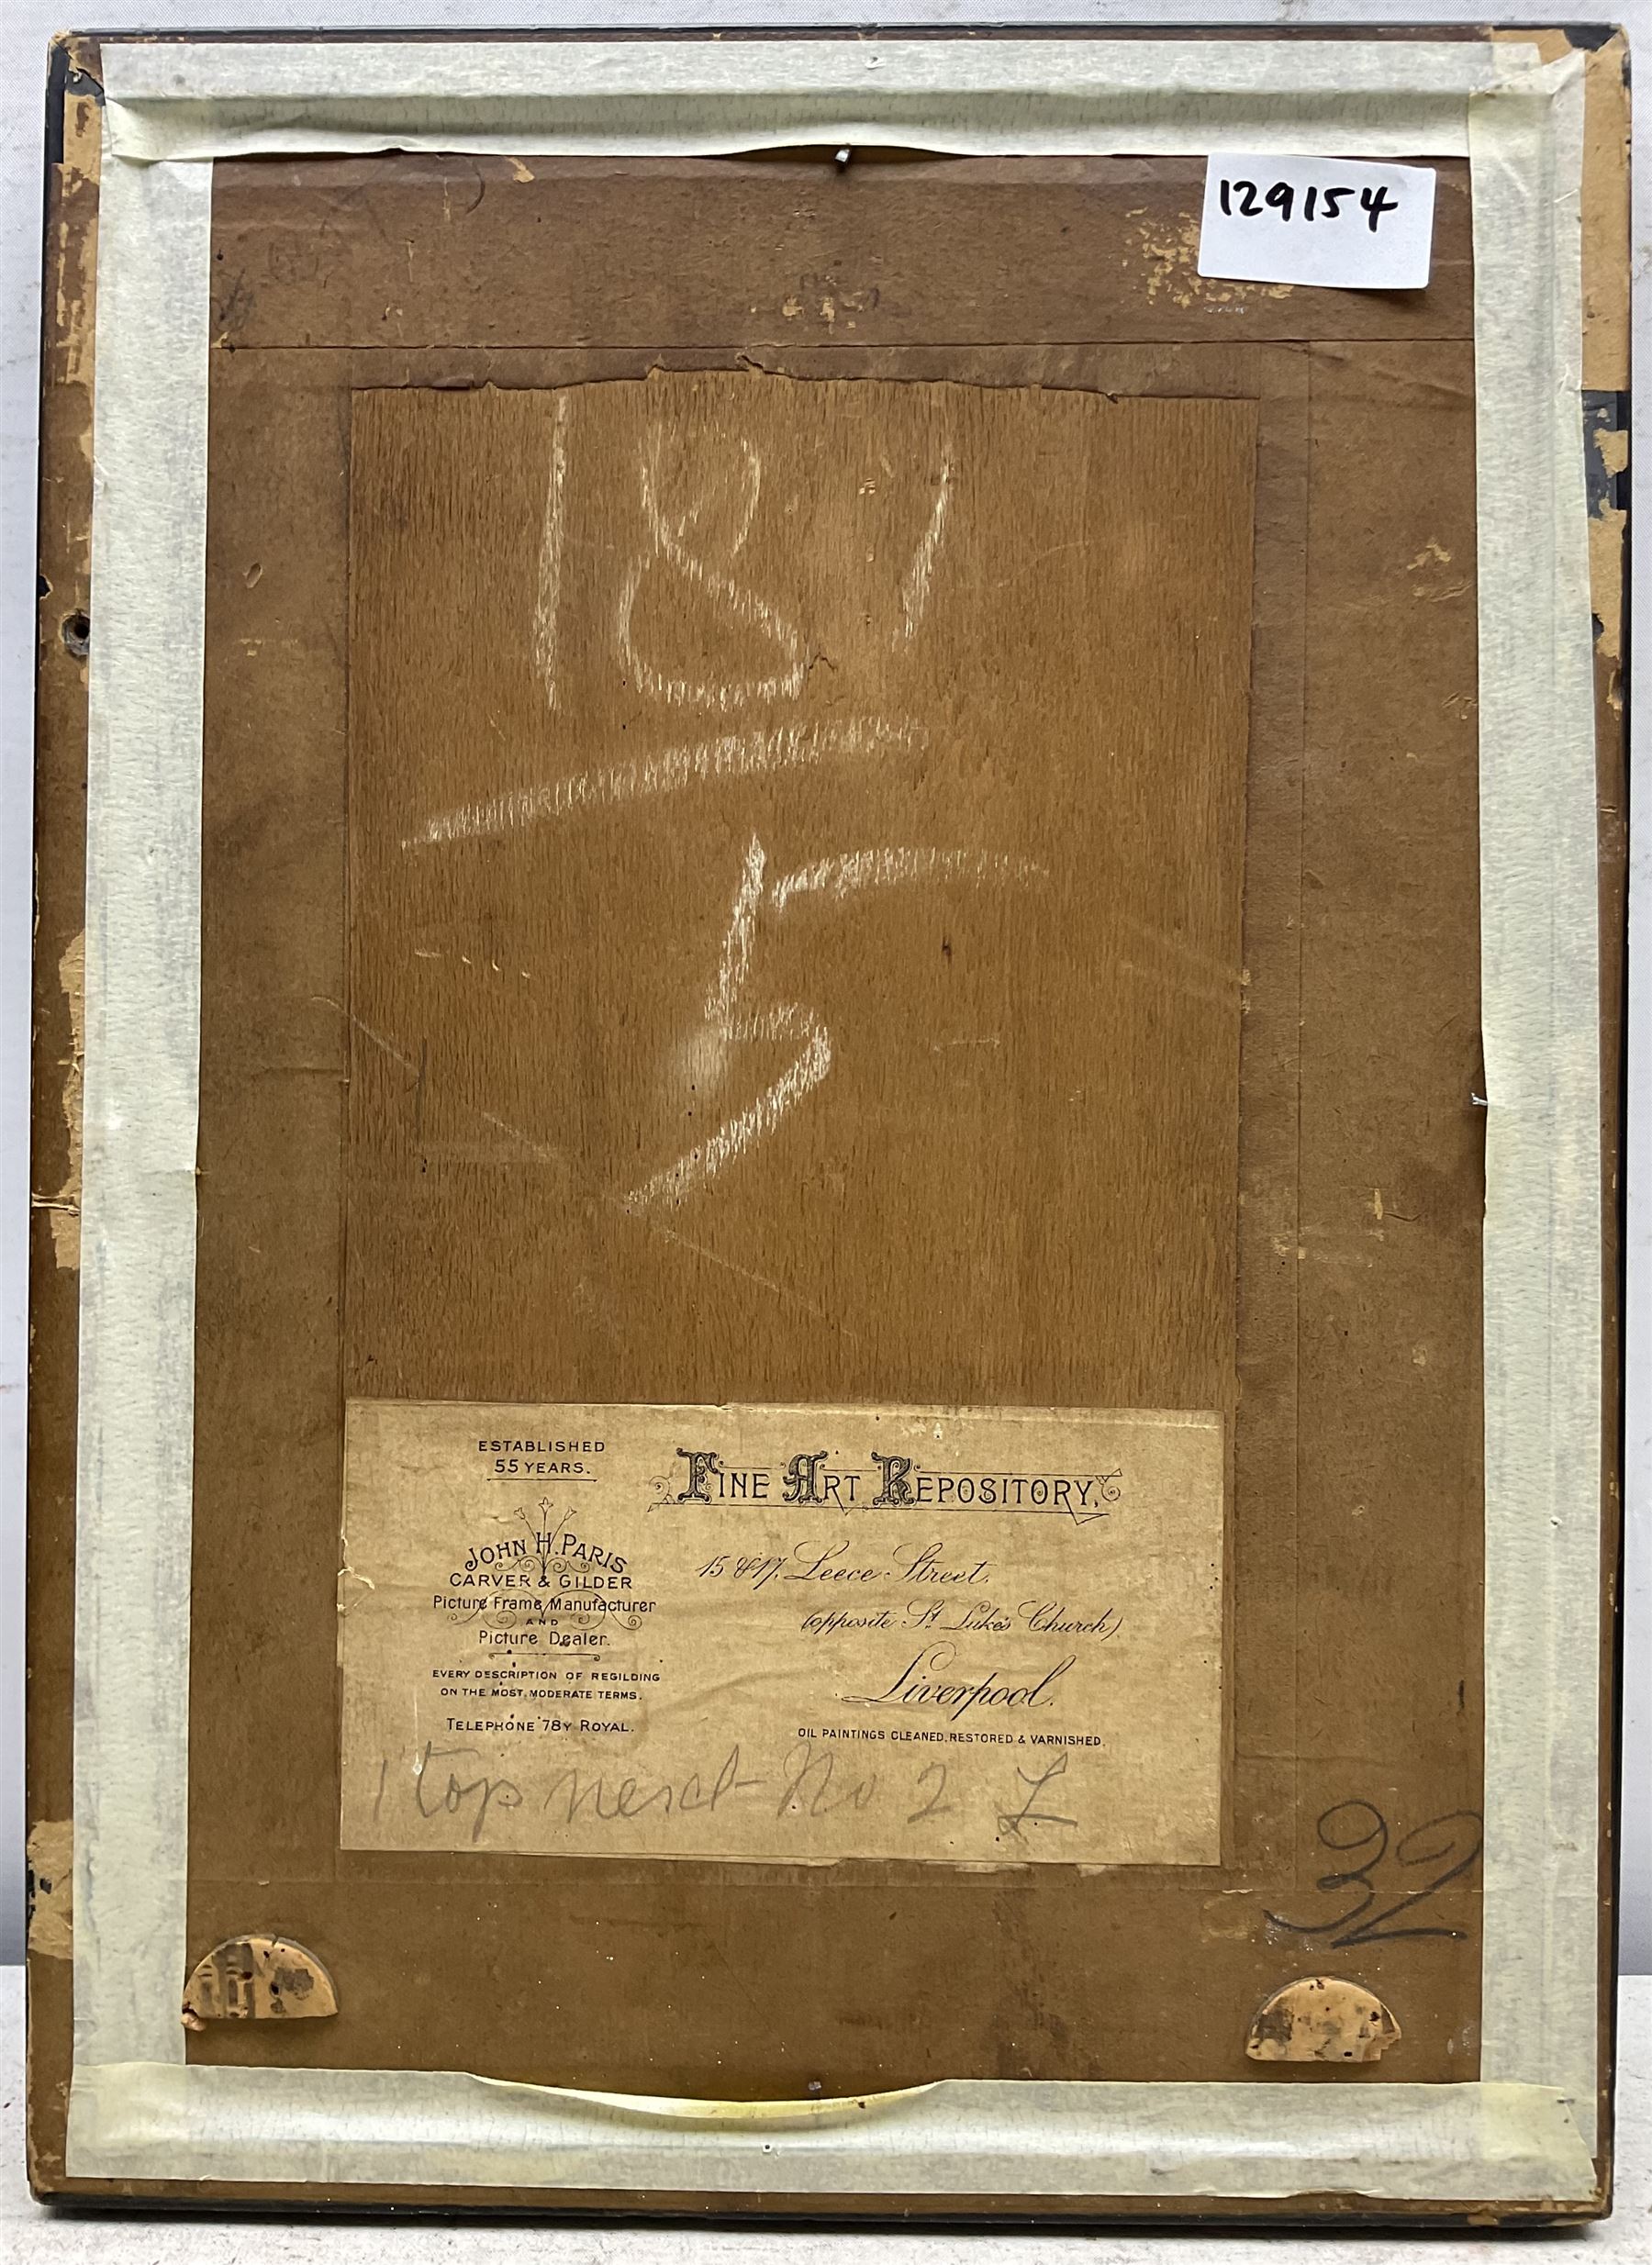 129154
18
5
ESTABLISHED
55 YEARS.
JOHN H. PARIS
CARVER & GILDER
Picture Frame Manufacturer
AND
Picture Dealer.
EVERY DESCRIPTION OF REGILDING
ON THE MOST MODERATE TERMS.
TELEPHONE 78Y ROYAL.
FINE ART REPOSITORY,
15 & 17, Leece Street,
(opposite St. Luke's Church)
Liverpool.
OIL PAINTINGS CLEANED, RESTORED & VARNISHED.
1 top next No 2 L
32